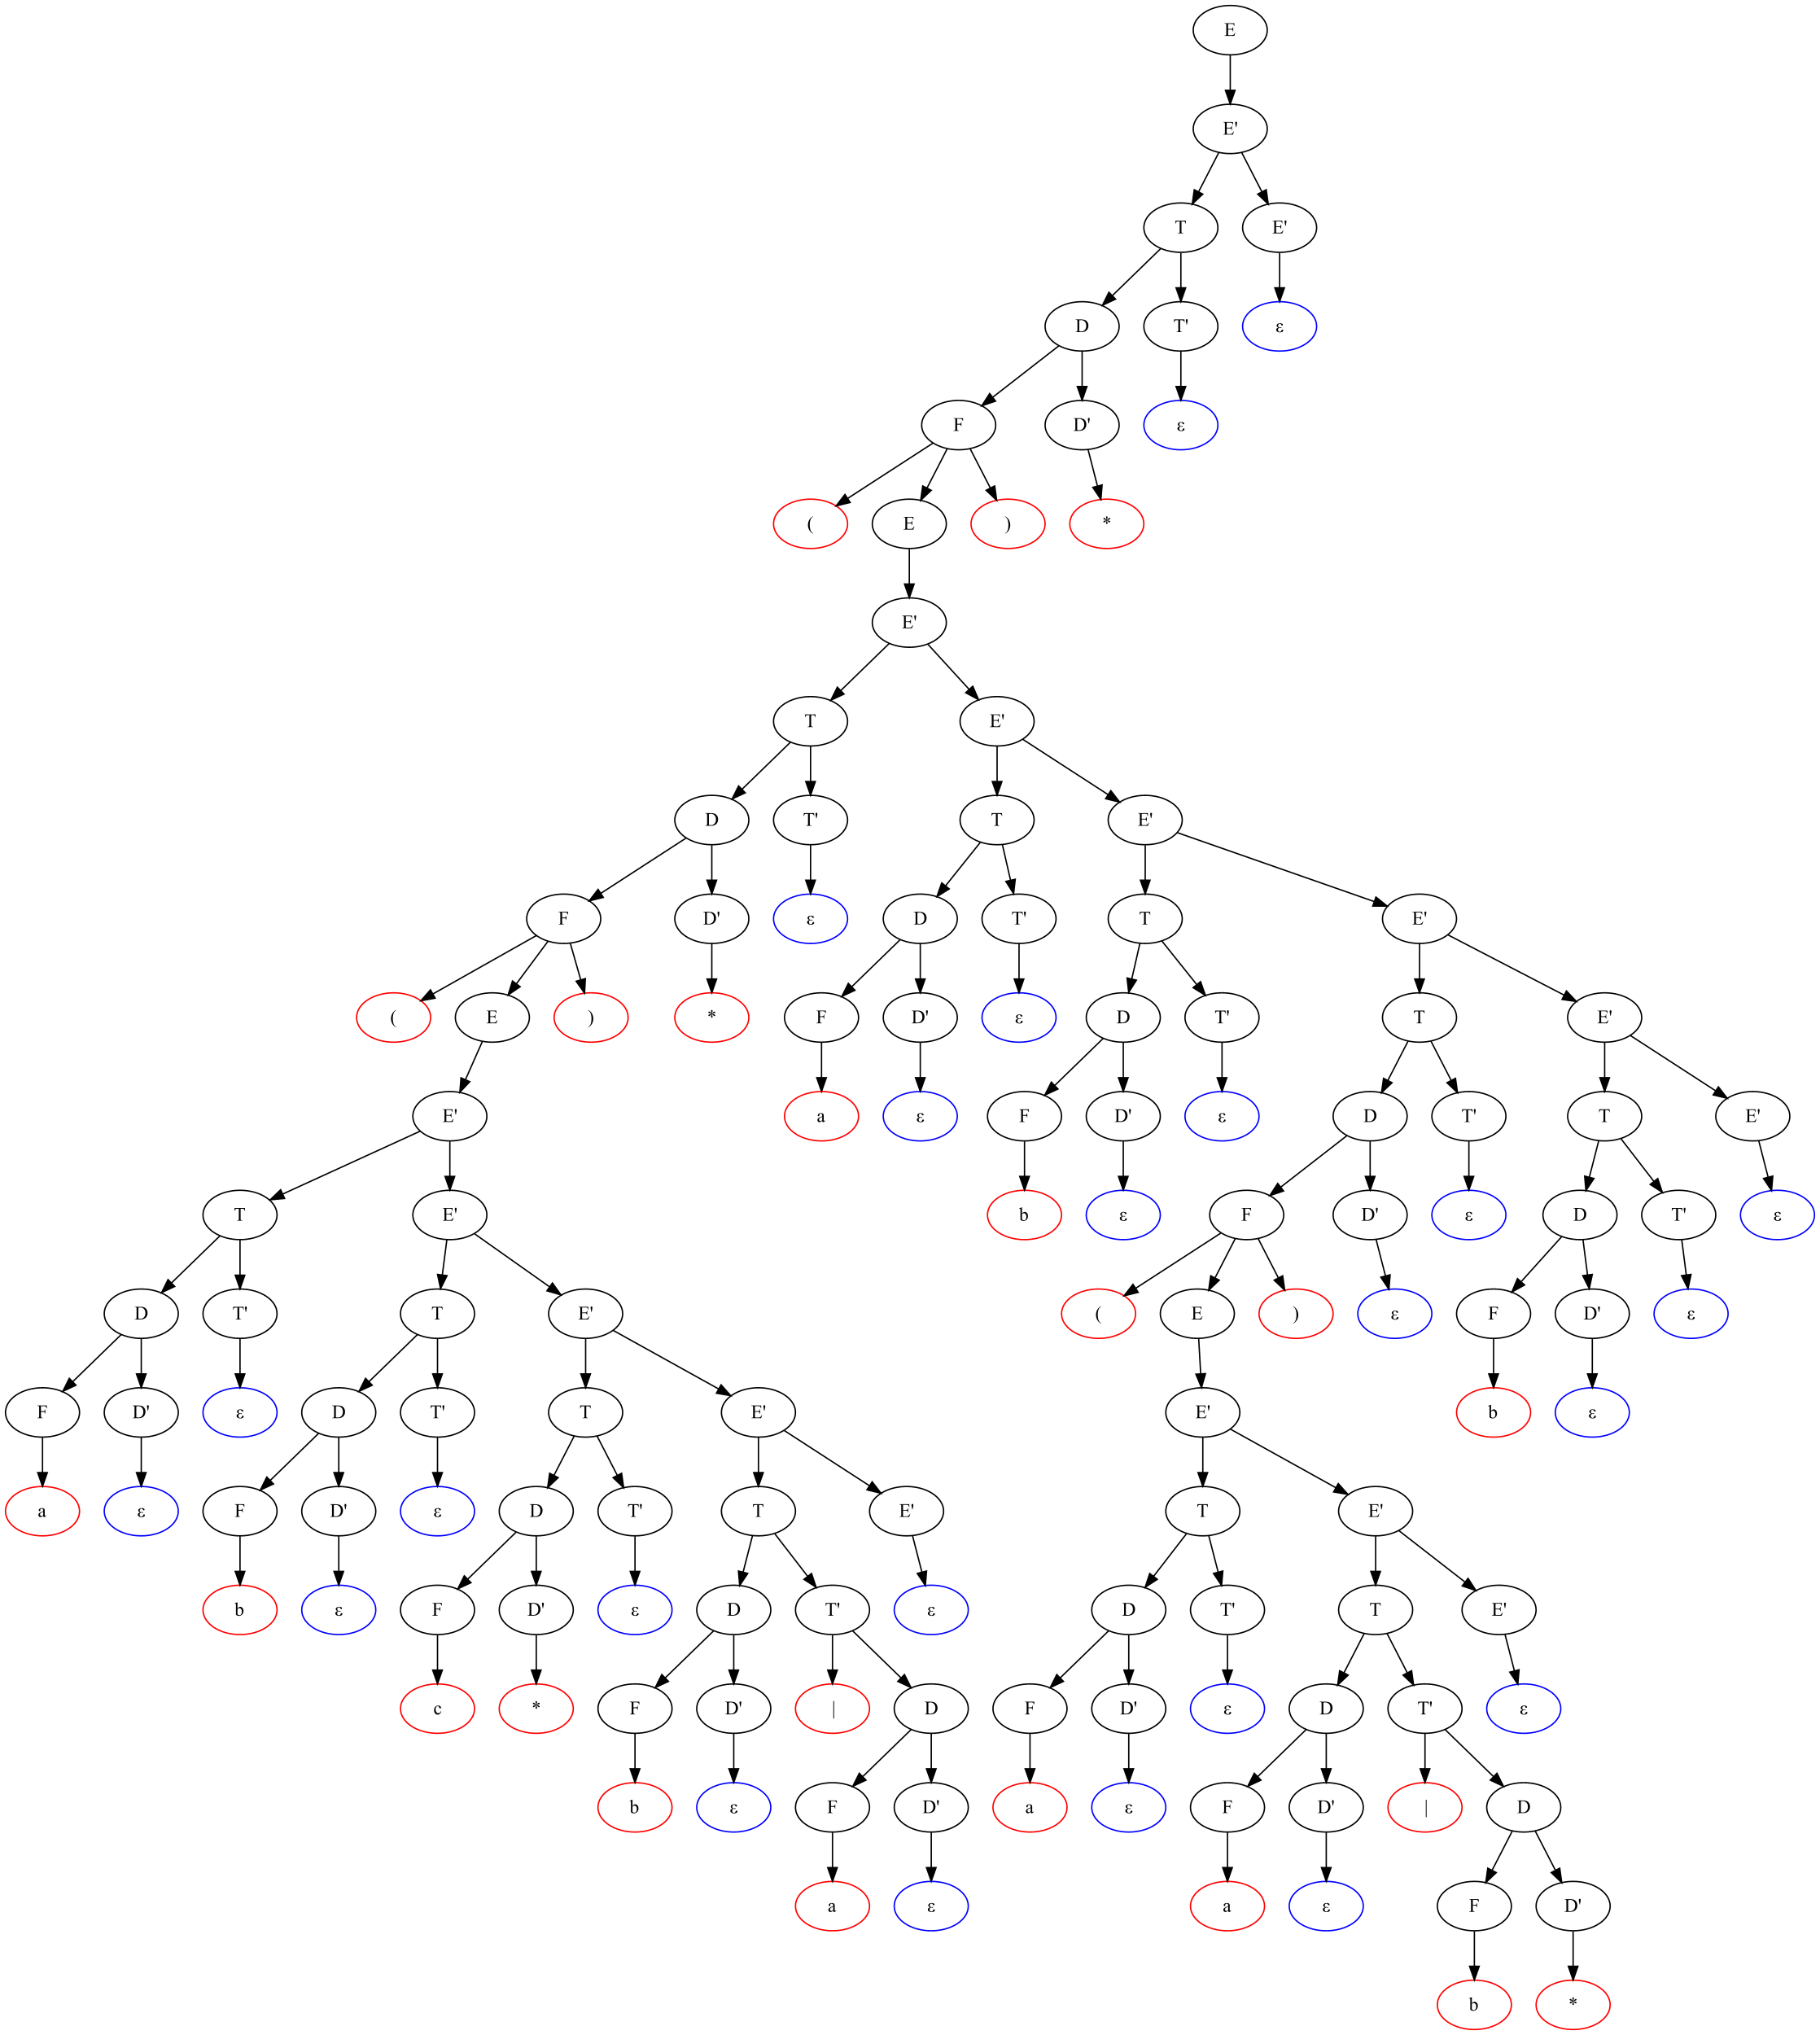 E
E'
T E'
D T' ε
F D' ε
( E ) *
E'
T E'
D T' T E'
F D' ε D T' T E'
( E ) * F D' ε D T' T E'
E' a ε F D' ε D T' T E'
T E' b ε F D' ε D T' ε
D T' T E' ( E ) ε F D' ε
F D' ε D T' T E' E' b ε
a ε F D' ε D T' T E' T E'
b ε F D' ε D T' ε D T' T E'
c * F D' | D F D' ε D T' ε
b ε F D' a ε F D' | D
a ε a ε F D'
b *